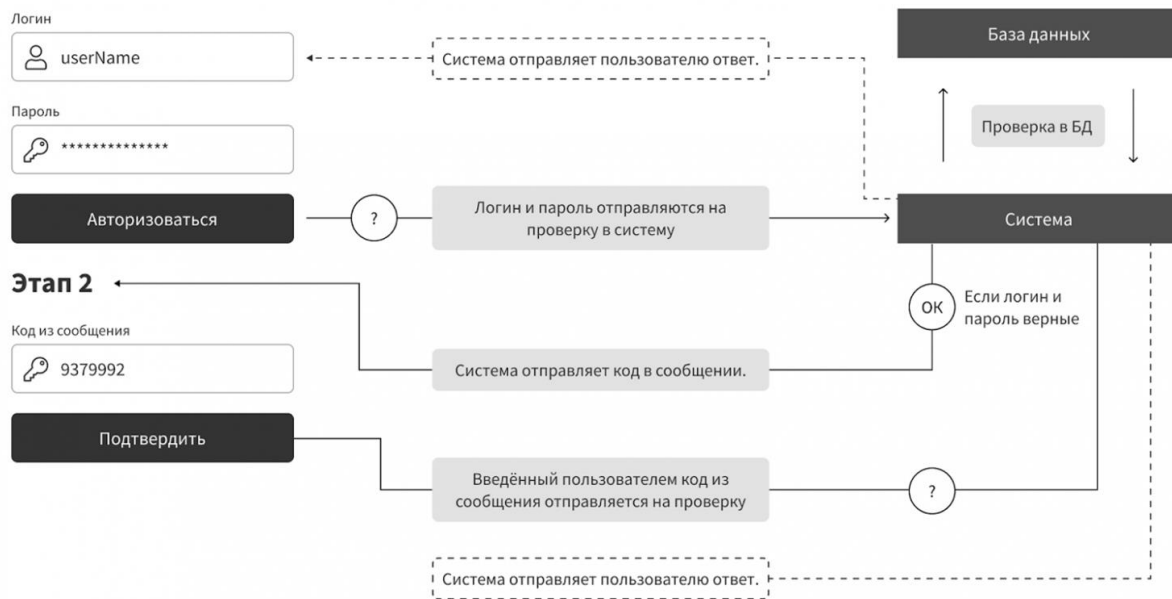 Логин
userName
Система отправляет пользователю ответ.
База данных
Пароль
**************
Проверка в БД
Авторизоваться
?
Логин и пароль отправляются на
проверку в систему
Система
Этап 2
ОК
Если логин и
пароль верные
Код из сообщения
9379992
Система отправляет код в сообщении.
Подтвердить
Введённый пользователем код из
сообщения отправляется на проверку
?
Система отправляет пользователю ответ.